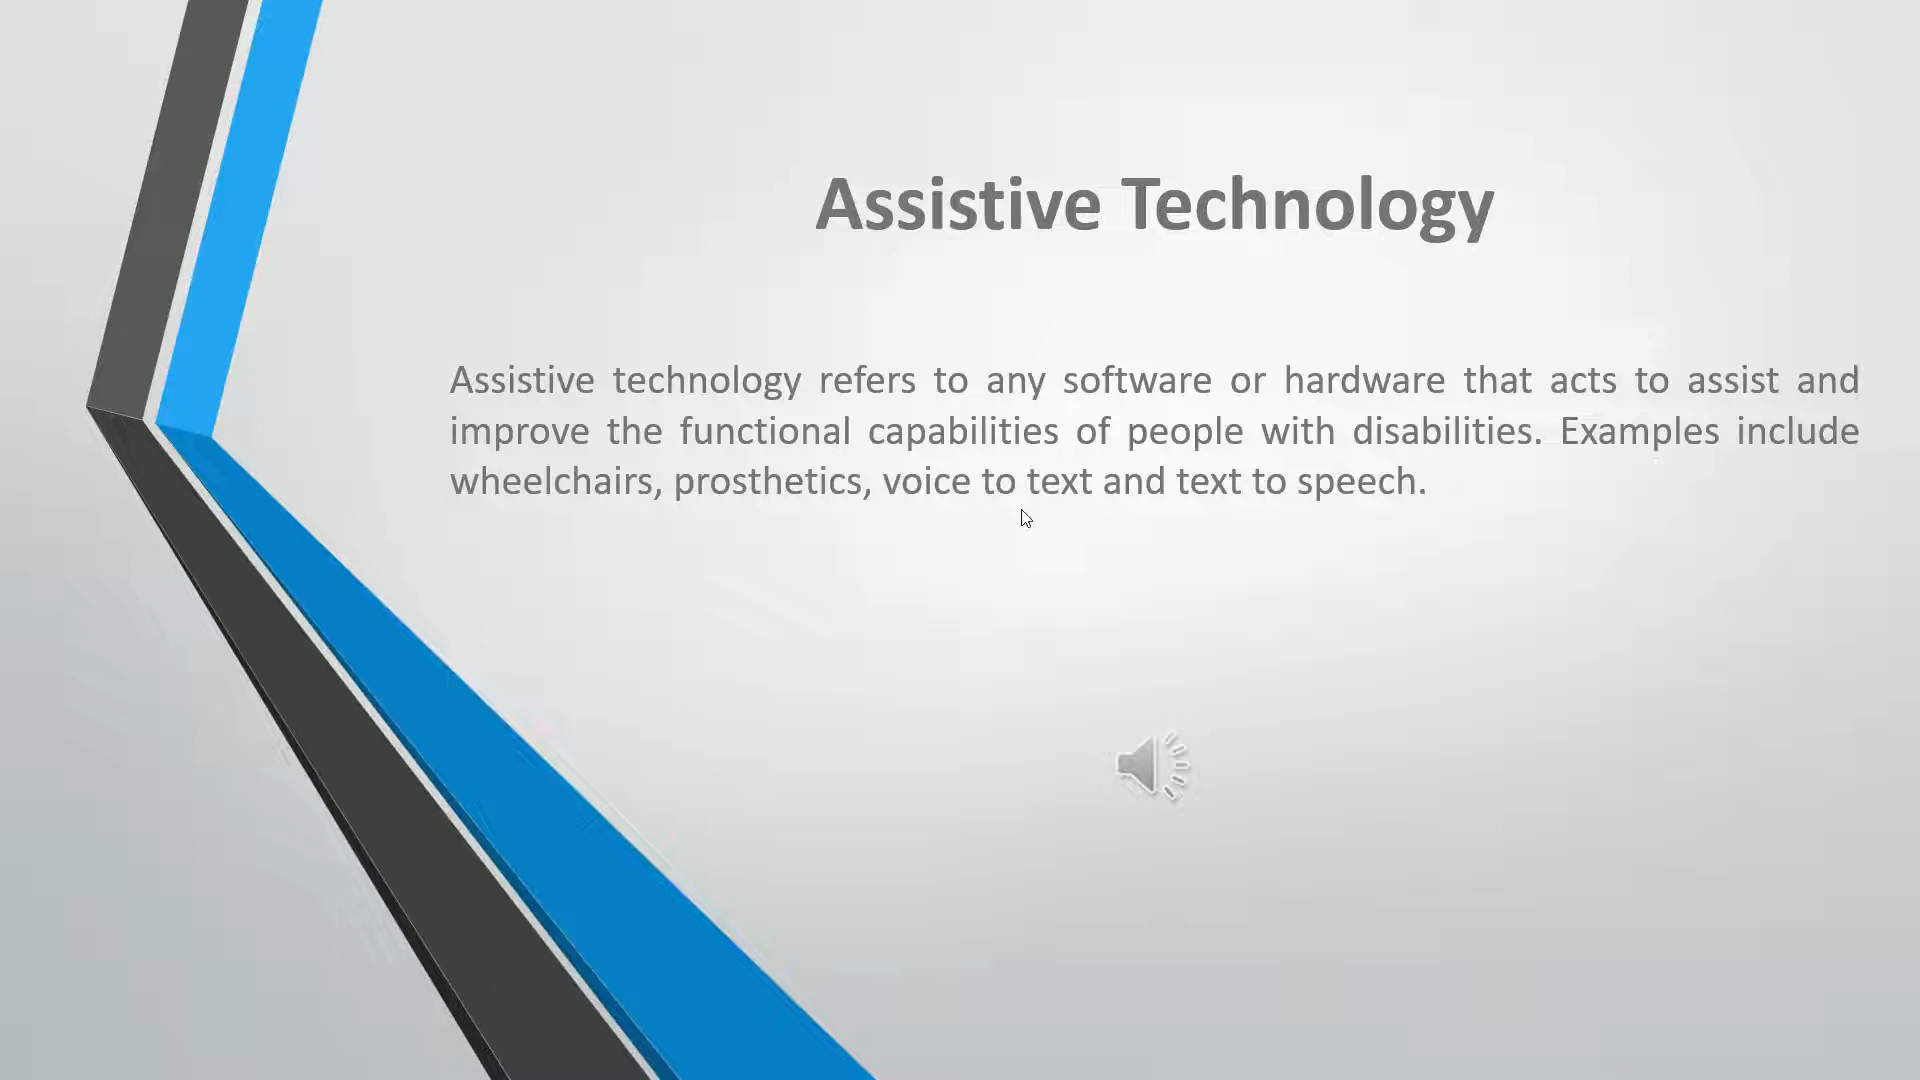 Assistive Technology
Assistive technology refers to any software or hardware that acts to assist and
improve the functional capabilities of people with disabilities. Examples include
wheelchairs, prosthetics, voice to text and text to speech.